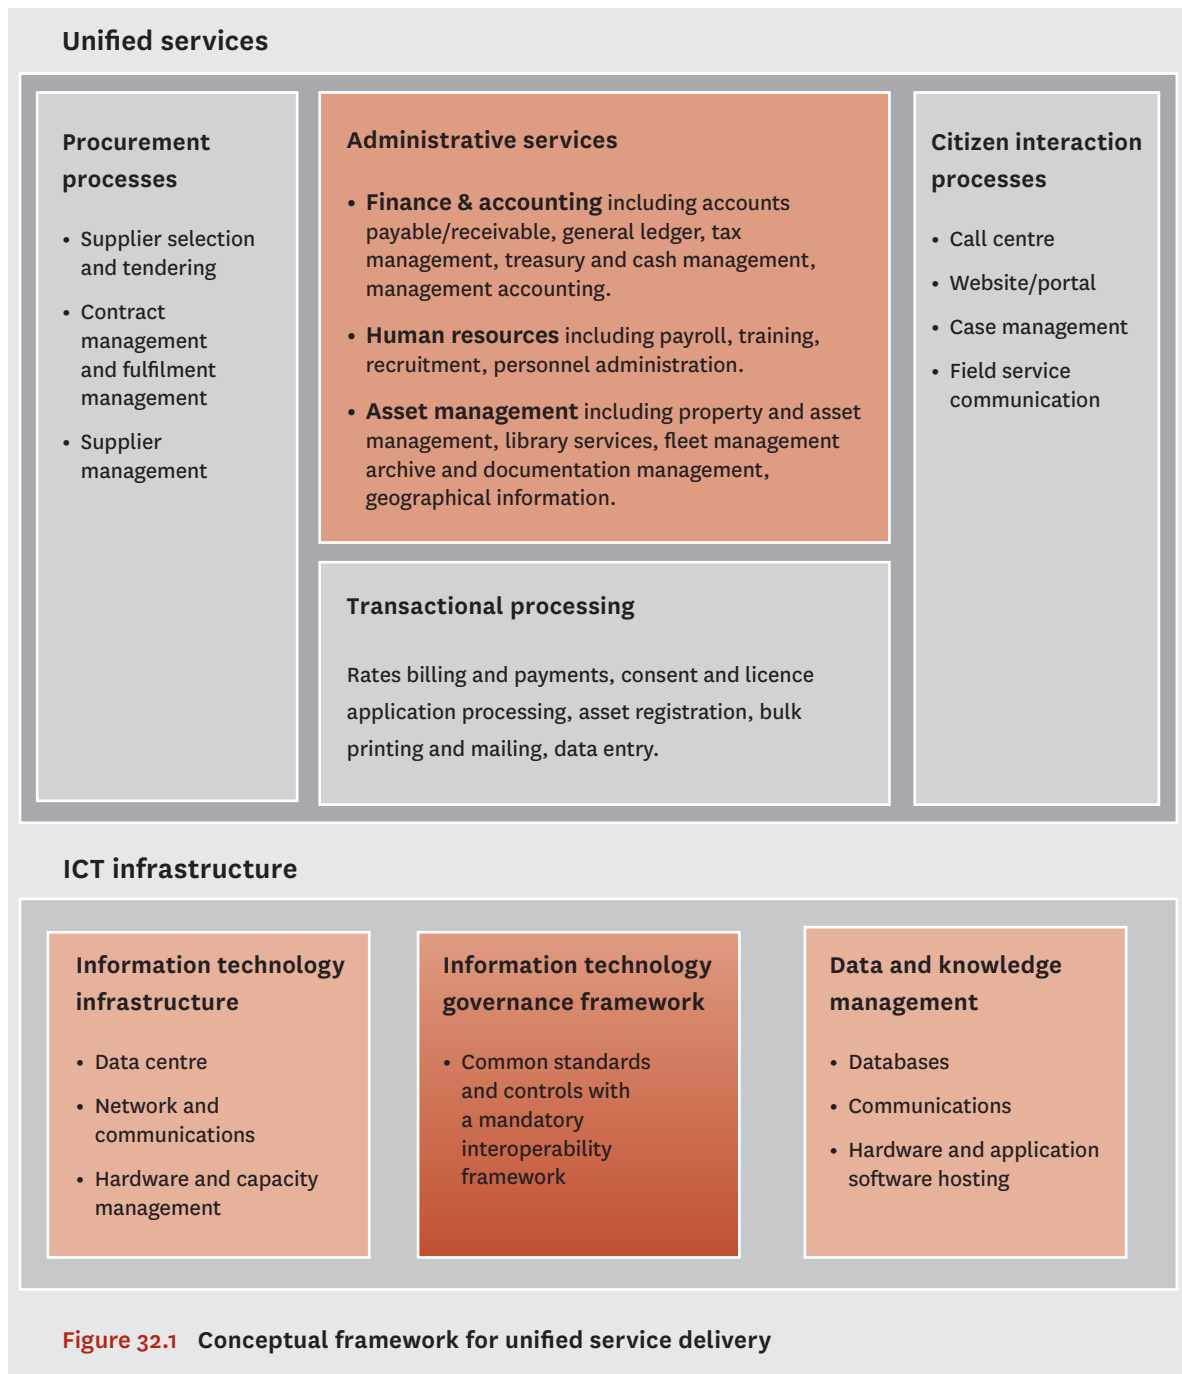 Unified services
Procurement
processes
• Supplier selection
and tendering
• Contract
management
and fulfilment
management
• Supplier
management
Administrative services
• Finance & accounting including accounts
payable/receivable, general ledger, tax
management, treasury and cash management,
management accounting.
• Human resources including payroll, training,
recruitment, personnel administration.
• Asset management including property and asset
management, library services, fleet management
archive and documentation management,
geographical information.
Transactional processing
Rates billing and payments, consent and licence
application processing, asset registration, bulk
printing and mailing, data entry.
Citizen interaction
processes
• Call centre
• Website/portal
• Case management
• Field service
communication
ICT infrastructure
Information technology
infrastructure
• Data centre
• Network and
communications
• Hardware and capacity
management
Information technology
governance framework
• Common standards
and controls with
a mandatory
interoperability
framework
Data and knowledge
management
• Databases
• Communications
• Hardware and application
software hosting
Figure 32.1 Conceptual framework for unified service delivery